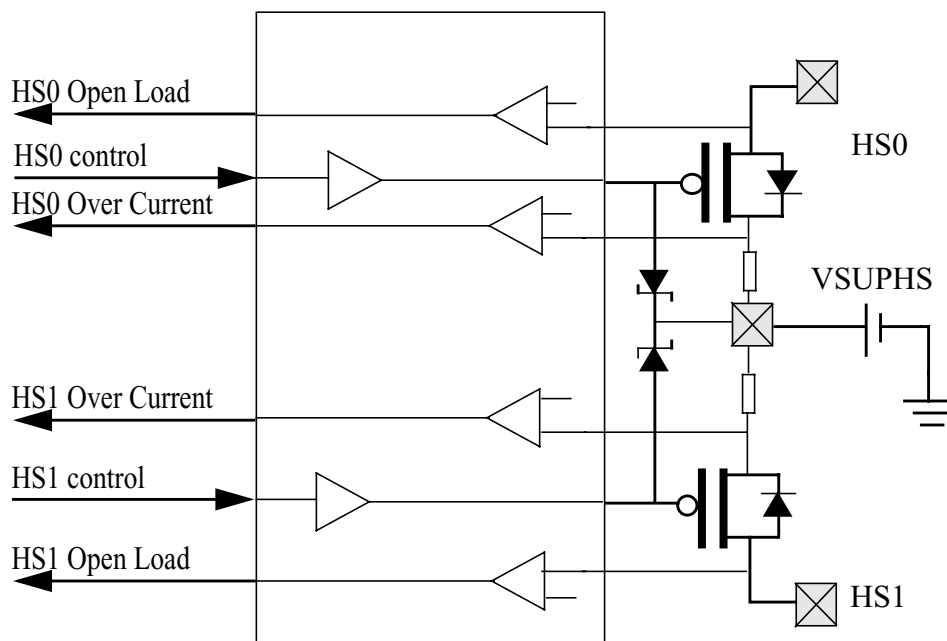 HS0 Open Load
HS0 control
HS0
HS0 Over Current
VSUPHS
HS1 Over Current
HS1 control
HS1 Open Load
HS1